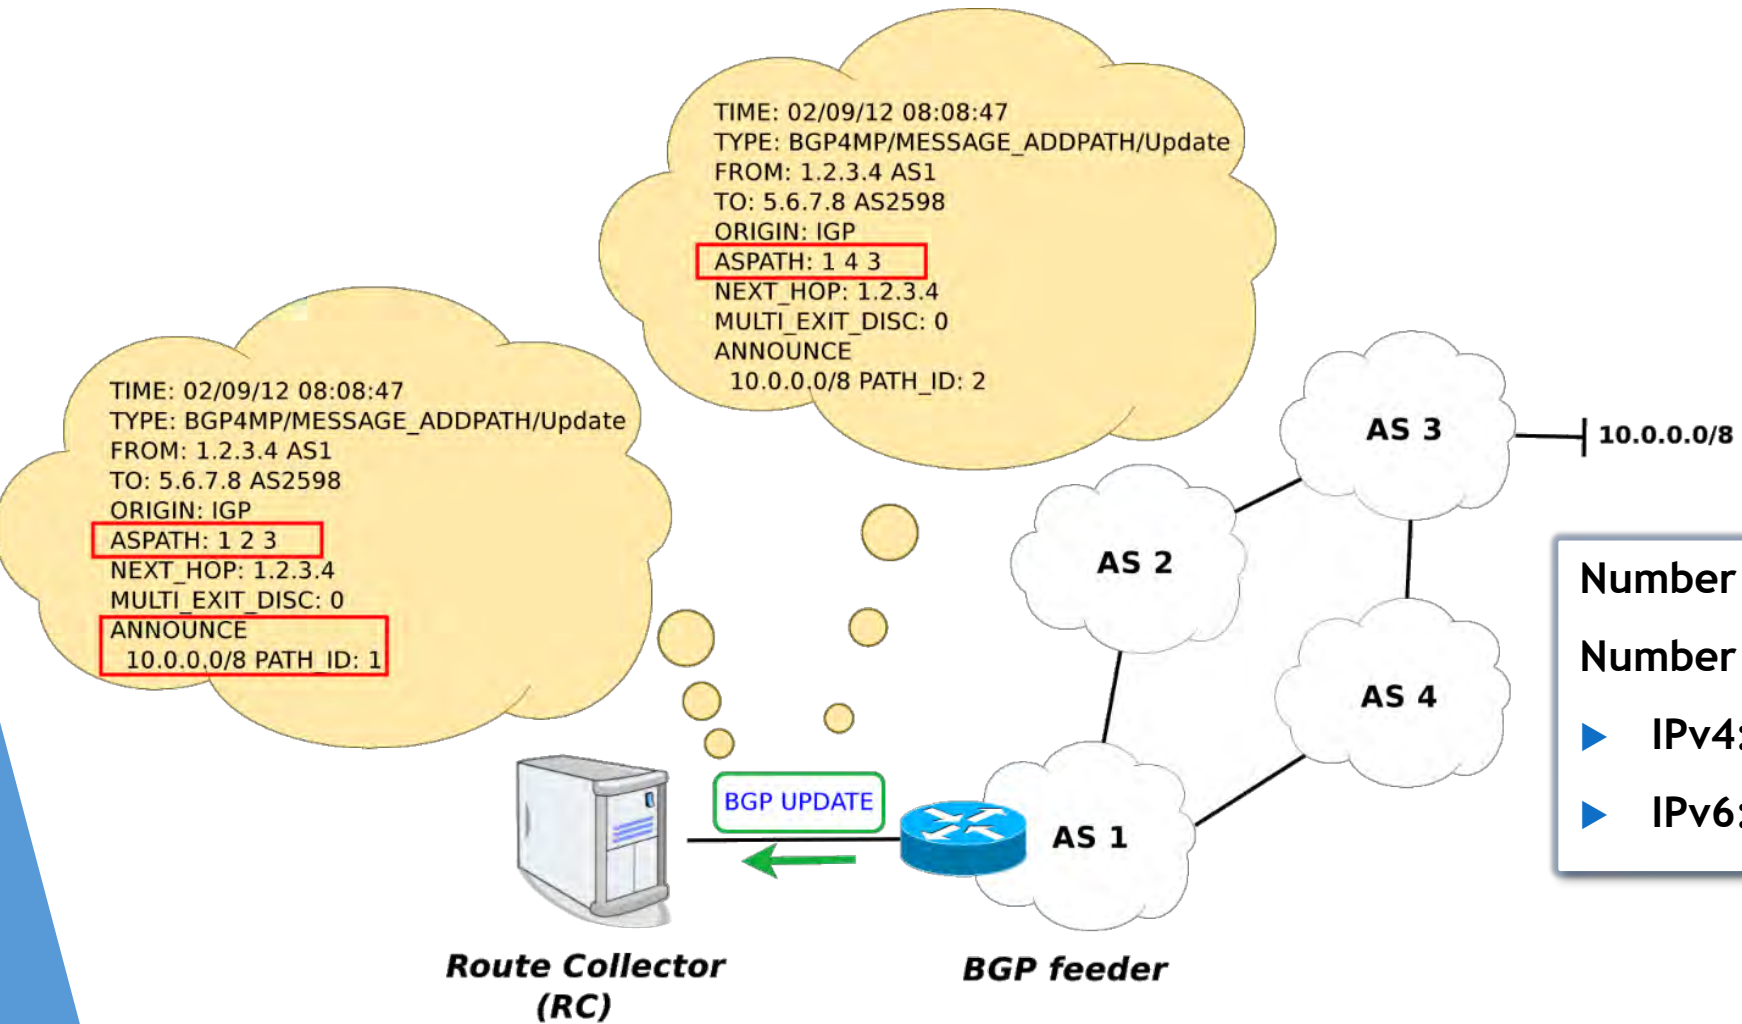 TIME: 02/09/12 08:08:47
TYPE: BGP4MP/MESSAGE_ADDPATH/Update
FROM: 1.2.3.4 AS1
TO: 5.6.7.8 AS2598
ORIGIN: IGP
ASPATH: 1 4 3
NEXT_HOP: 1.2.3.4
MULTI_EXIT_DISC: 0
ANNOUNCE
10.0.0.0/8 PATH_ID: 2
TIME: 02/09/12 08:08:47
TYPE: BGP4MP/MESSAGE_ADDPATH/Update
FROM: 1.2.3.4 AS1
TO: 5.6.7.8 AS2598
ORIGIN: IGP
ASPATH: 1 2 3
NEXT_HOP: 1.2.3.4
MULTI_EXIT_DISC: 0
ANNOUNCE
10.0.0.0/8 PATH_ID: 1
AS 3
10.0.0.0/8
AS 2
AS 4
AS 1
BGP UPDATE
Route Collector
(RC)
BGP feeder
Number
Number
IPv4:
IPv6: